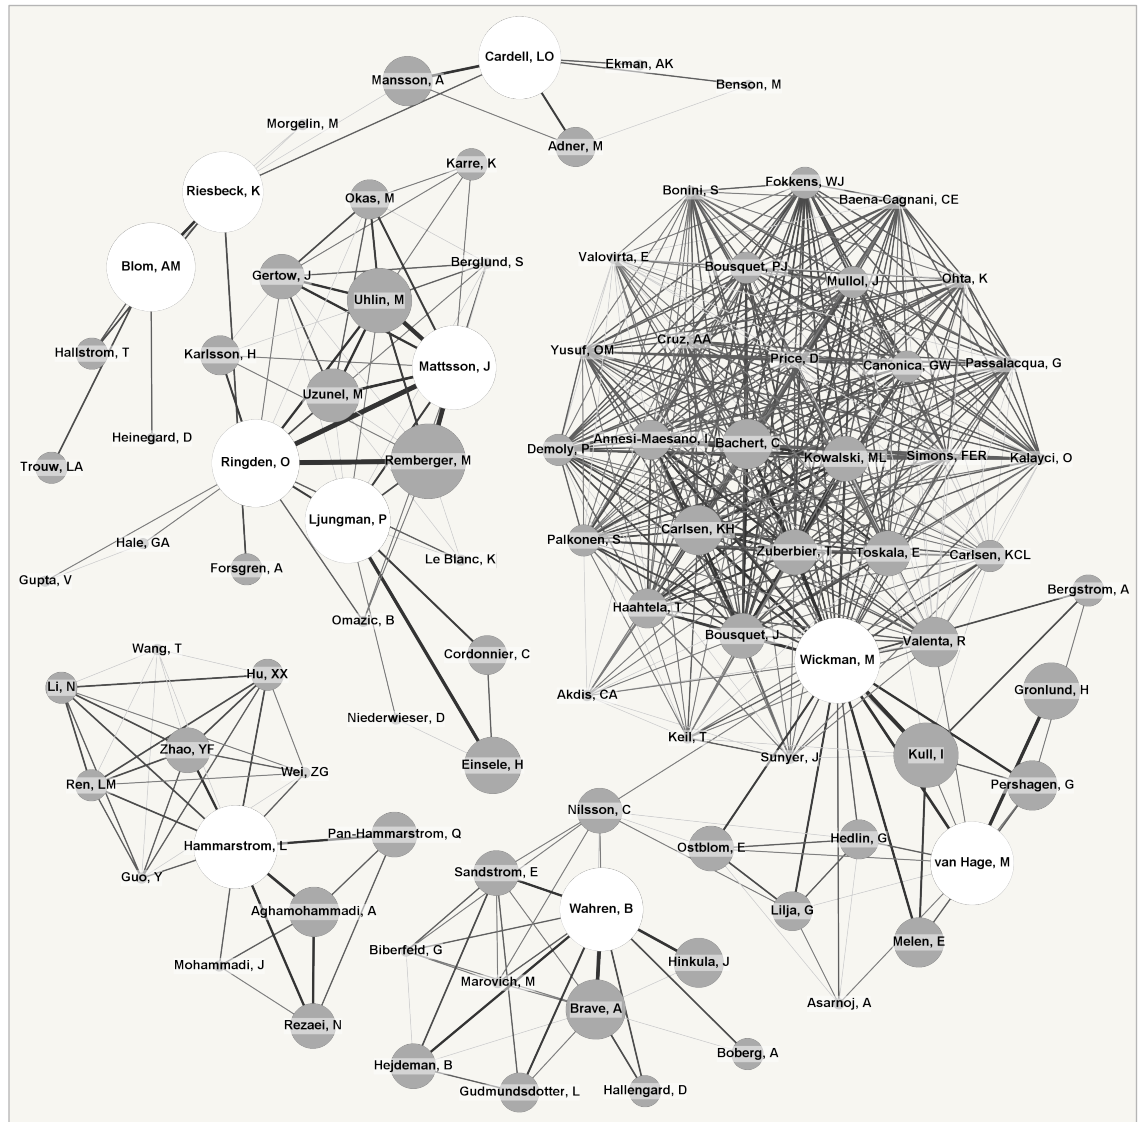 Cardell, LO
Ekman, AK
Mansson, A
Benson, M
Morgelin, M
Adner, M
Karre, K
Riesbeck, K
Okas, M
Fokkens, WJ
Bonini, S
Baena-Cagnani, CE
Blom, AM
Gertow, J
Berglund, S
Valovirta, E
Bousquet, PJ
Mullol, J
Ohta, K
Uhlin, M
Hallstrom, T
Karlsson, H
Mattsson, J
Yusuf, OM
Cruz, AA
Price, D
Canonica, GW
Passalacqua, G
Uzunel, M
Heinegard, D
Trouw, LA
Ringden, O
Remberger, M
Demoly, P
Annesi-Maesano, I
Bachert, C
Kowalski, ML
Simons, FER
Kalayci, O
Ljungman, P
Hale, GA
Gupta, V
Forsgren, A
Le Blanc, K
Palkonen, S
Carlsen, KH
Zuberbier, T
Toskala, E
Carlsen, KCL
Omazic, B
Haahtela, T
Bergstrom, A
Wang, T
Cordonnier, C
Bousquet, J
Wickman, M
Valenta, R
Li, N
Hu, XX
Akdis, CA
Gronlund, H
Niederwieser, D
Keil, T
Zhao, YF
Einsele, H
Sunyer, J
Kull, I
Ren, LM
Wei, ZG
Pershagen, G
Nilsson, C
Pan-Hammarstrom, Q
Hammarstrom, L
Ostblom, E
Hedlin, G
van Hage, M
Guo, Y
Sandstrom, E
Aghamohammadi, A
Wahren, B
Lilja, G
Melen, E
Mohammadi, J
Biberfeld, G
Marovich, M
Hinkula, J
Asarnoj, A
Rezaei, N
Brave, A
Hejdeman, B
Boberg, A
Gudmundsdotter, L
Hallengard, D